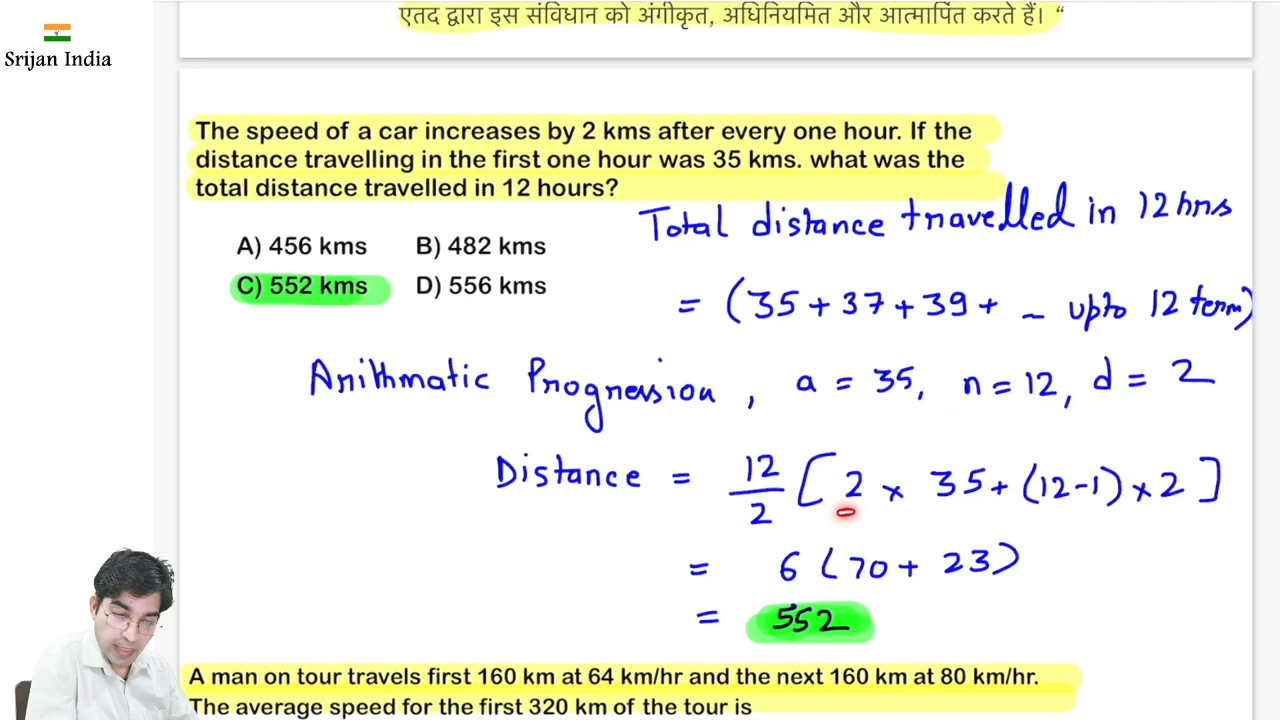 एतद द्वारा इस संविधान को अंगीकृत, अधिनियमित और आत्मार्पित करते हैं। “
Srijan India
The speed of a car increases by 2 kms after every one hour. If the
distance travelling in the first one hour was 35 kms. what was the
total distance travelled in 12 hours?
Total distance travelled in 12 hrs
A) 456 kms B) 482 kms
C) 552 kms D) 556 kms
= (35 + 37 + 39 + – upto 12 term)
Arithmatic Progression, a = 35, n = 12, d = 2
Distance = 12/2 [2 × 35 + (12-1) × 2]
= 6 (70 + 23)
= 552
A man on tour travels first 160 km at 64 km/hr and the next 160 km at 80 km/hr.
The average speed for the first 320 km of the tour is